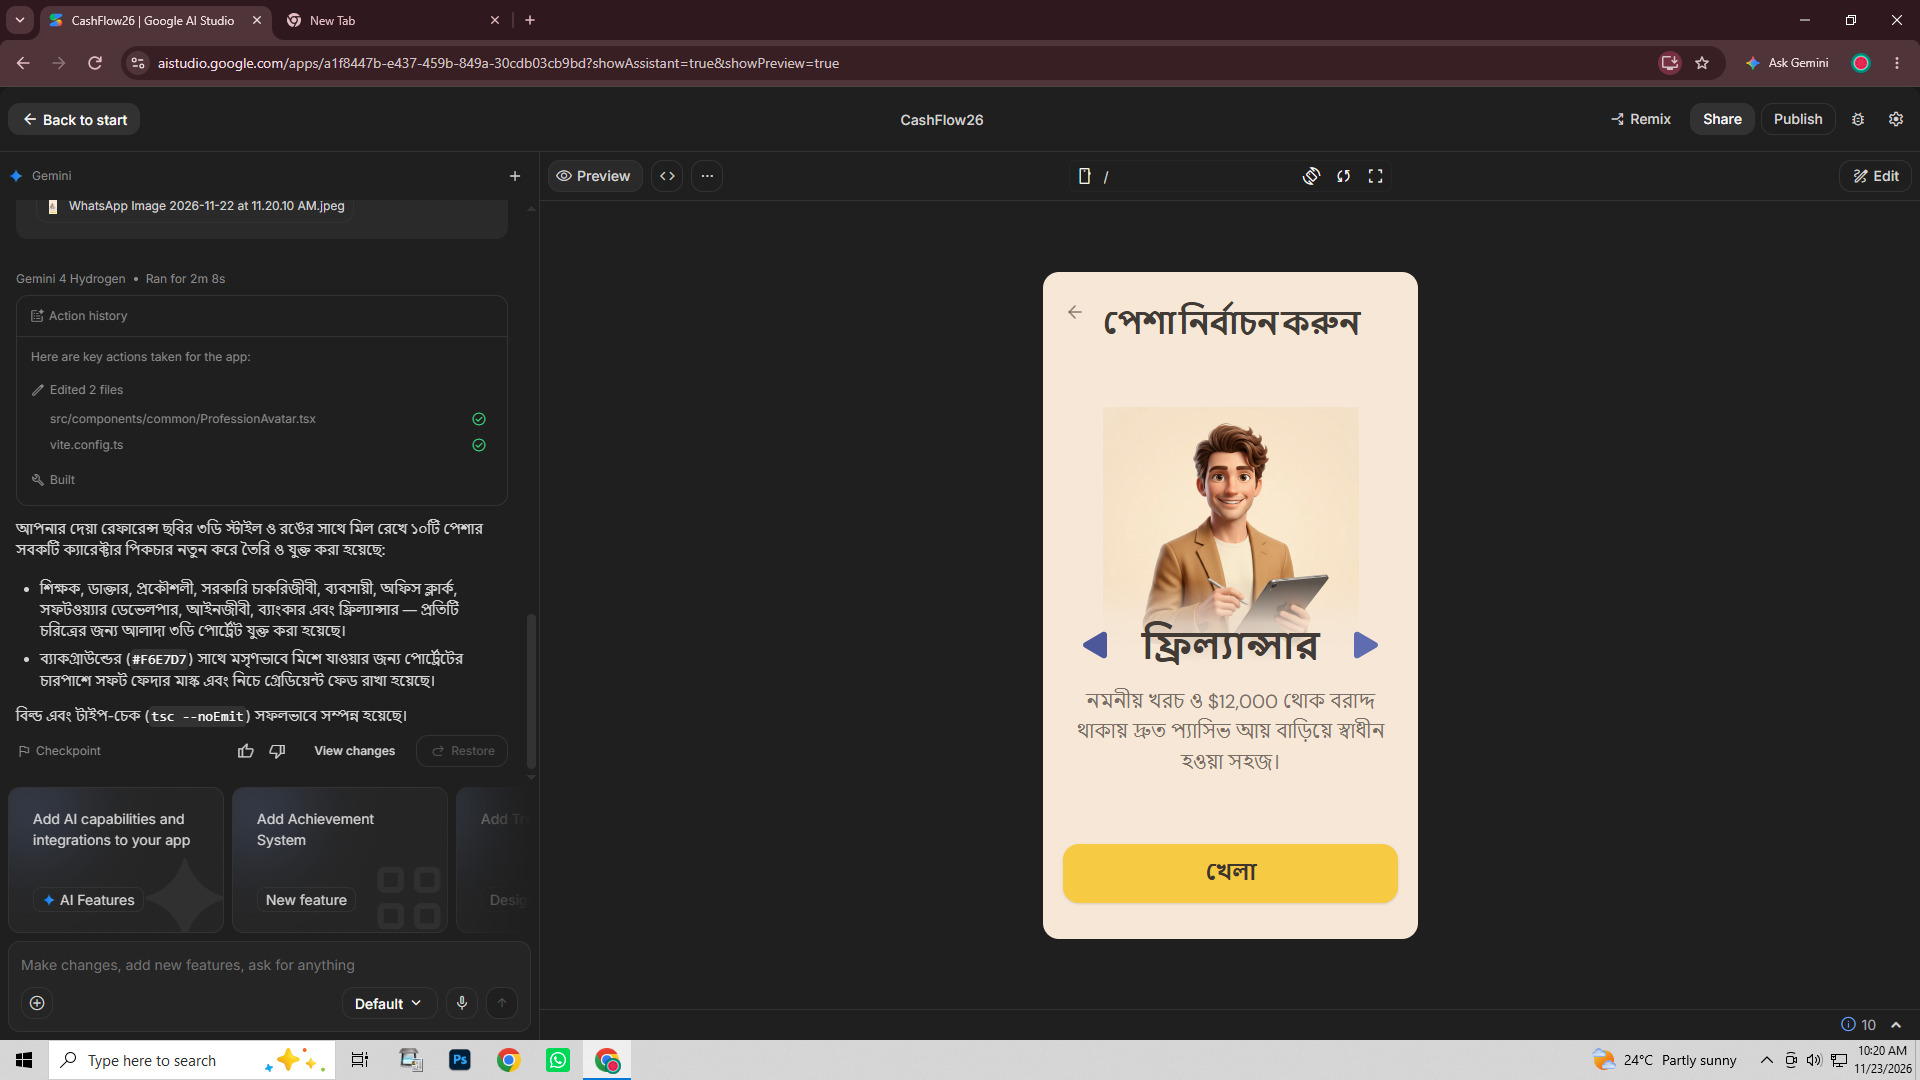 CashFlow26 | Google AI Studio
New Tab
aistudio.google.com/apps/a1f8447b-e437-459b-849a-30cdb03cb9bd?showAssistant=true&showPreview=true
Ask Gemini
Back to start
CashFlow26
Remix
Share
Publish
Gemini
Preview
/
Edit
WhatsApp Image 2026-11-22 at 11.20.10 AM.jpeg
Gemini 4 Hydrogen • Ran for 2m 8s
Action history
Here are key actions taken for the app:
Edited 2 files
src/components/common/ProfessionAvatar.tsx
vite.config.ts
Built
আপনার দেয়া রেফারেন্স ছবির ৩ডি স্টাইল ও রঙের সাথে মিল রেখে ১০টি পেশার
সবকটি ক্যারেক্টার পিকচার নতুন করে তৈরি ও যুক্ত করা হয়েছে:
• শিক্ষক, ডাক্তার, প্রকৌশলী, সরকারি চাকরিজীবী, ব্যবসায়ী, অফিস ক্লার্ক,
সফটওয়্যার ডেভেলপার, আইনজীবী, ব্যাংকার এবং ফ্রিল্যান্সার — প্রতিটি
চরিত্রের জন্য আলাদা ৩ডি পোর্ট্রেট যুক্ত করা হয়েছে।
• ব্যাকগ্রাউন্ডের (#F6E7D7) সাথে মসৃণভাবে মিশে যাওয়ার জন্য পোর্ট্রেটের
চারপাশে সফট ফেদার মাস্ক এবং নিচে গ্রেডিয়েন্ট ফেড রাখা হয়েছে।
বিল্ড এবং টাইপ-চেক (tsc --noEmit) সফলভাবে সম্পন্ন হয়েছে।
Checkpoint
View changes
Restore
Add AI capabilities and
integrations to your app
AI Features
Add Achievement
System
New feature
Add Tr
Desig
Make changes, add new features, ask for anything
Default
পেশা নির্বাচন করুন
ফ্রিল্যান্সার
নমনীয় খরচ ও $12,000 থোক বরাদ্দ
থাকায় দ্রুত প্যাসিভ আয় বাড়িয়ে স্বাধীন
হওয়া সহজ।
খেলা
10
Type here to search
Ps
24°C Partly sunny
10:20 AM
11/23/2026